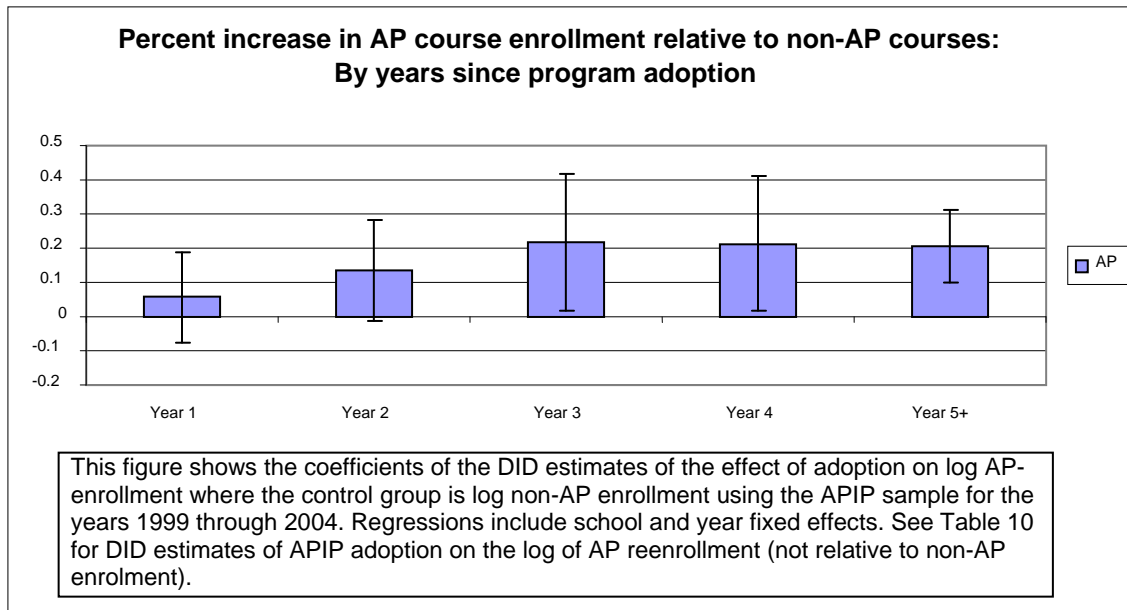 Percent increase in AP course enrollment relative to non-AP courses:
By years since program adoption
0.5
0.4
0.3
0.2
0.1
0
-0.1
-0.2
AP
Year 1 Year 2 Year 3 Year 4 Year 5+
This figure shows the coefficients of the DID estimates of the effect of adoption on log AP-
enrollment where the control group is log non-AP enrollment using the APIP sample for the
years 1999 through 2004. Regressions include school and year fixed effects. See Table 10
for DID estimates of APIP adoption on the log of AP reenrollment (not relative to non-AP
enrolment).